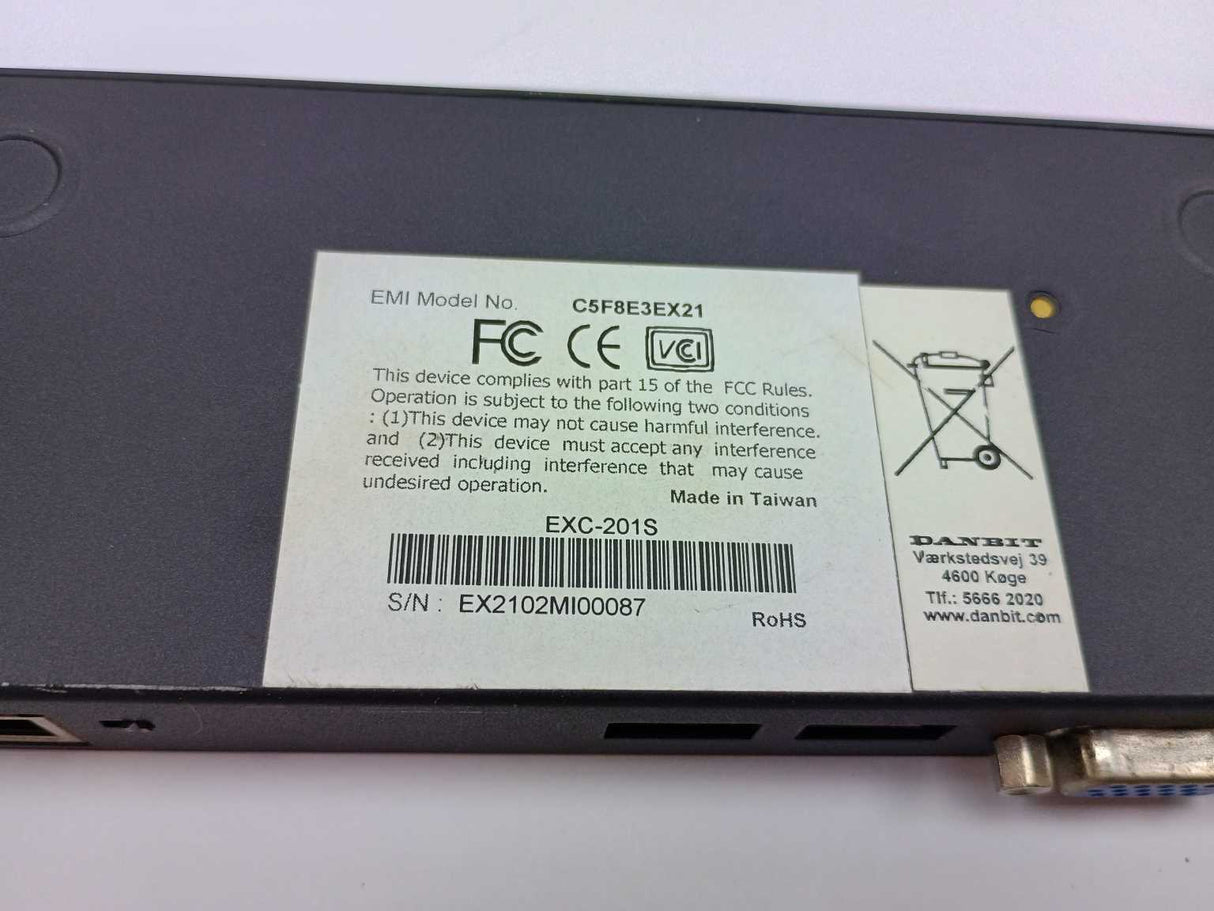 EMI Model No. C5F8E3EX21
FC CE VCCI
This device complies with part 15 of the FCC Rules.
Operation is subject to the following two conditions
: (1)This device may not cause harmful interference.
and (2)This device must accept any interference
received including interference that may cause
undesired operation.
Made in Taiwan
EXC-201S
S/N : EX2102MI00087
RoHS
DANBIT
Værkstedsvej 39
4600 Køge
Tlf.: 5666 2020
www.danbit.com